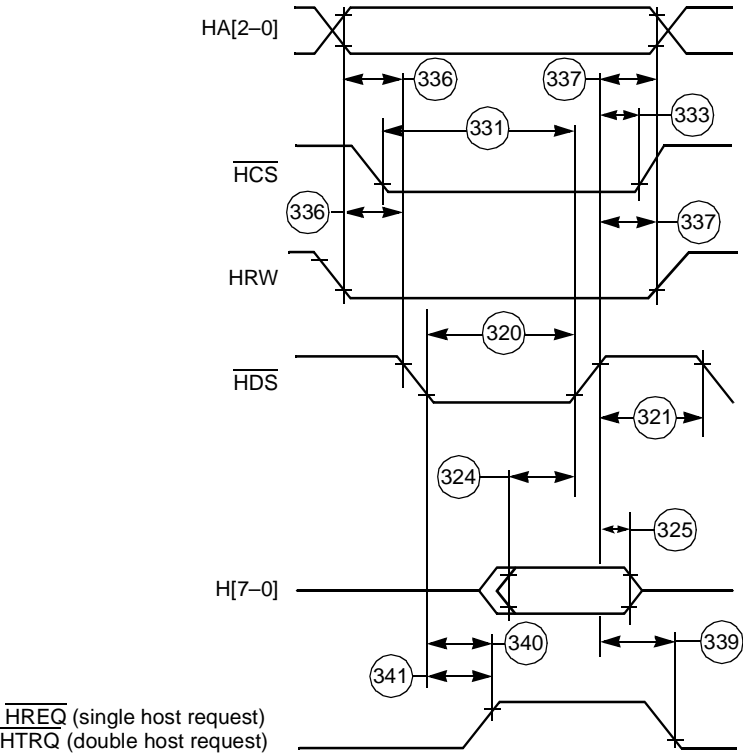 HA[2–0]
336
337
333
331
HCS
336
337
HRW
320
HDS
321
324
325
H[7–0]
340
339
341
HREQ (single host request)
HTRQ (double host request)